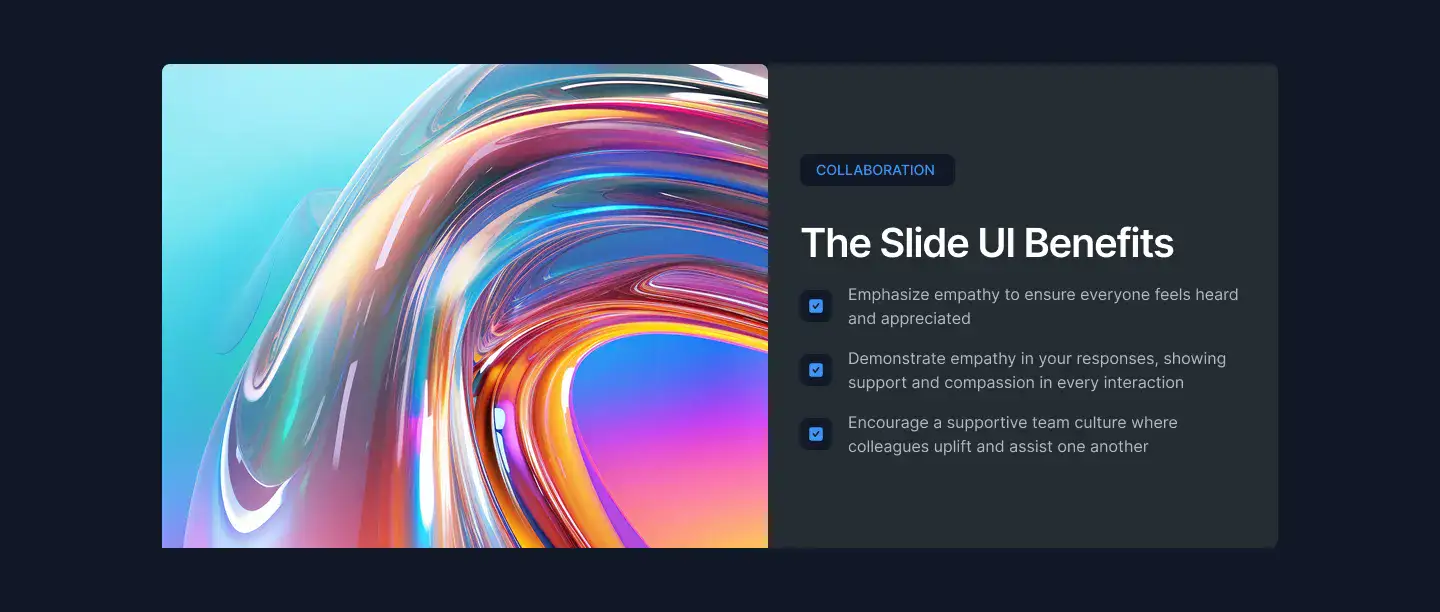 COLLABORATION
The Slide UI Benefits
Emphasize empathy to ensure everyone feels heard
and appreciated
Demonstrate empathy in your responses, showing
support and compassion in every interaction
Encourage a supportive team culture where
colleagues uplift and assist one another